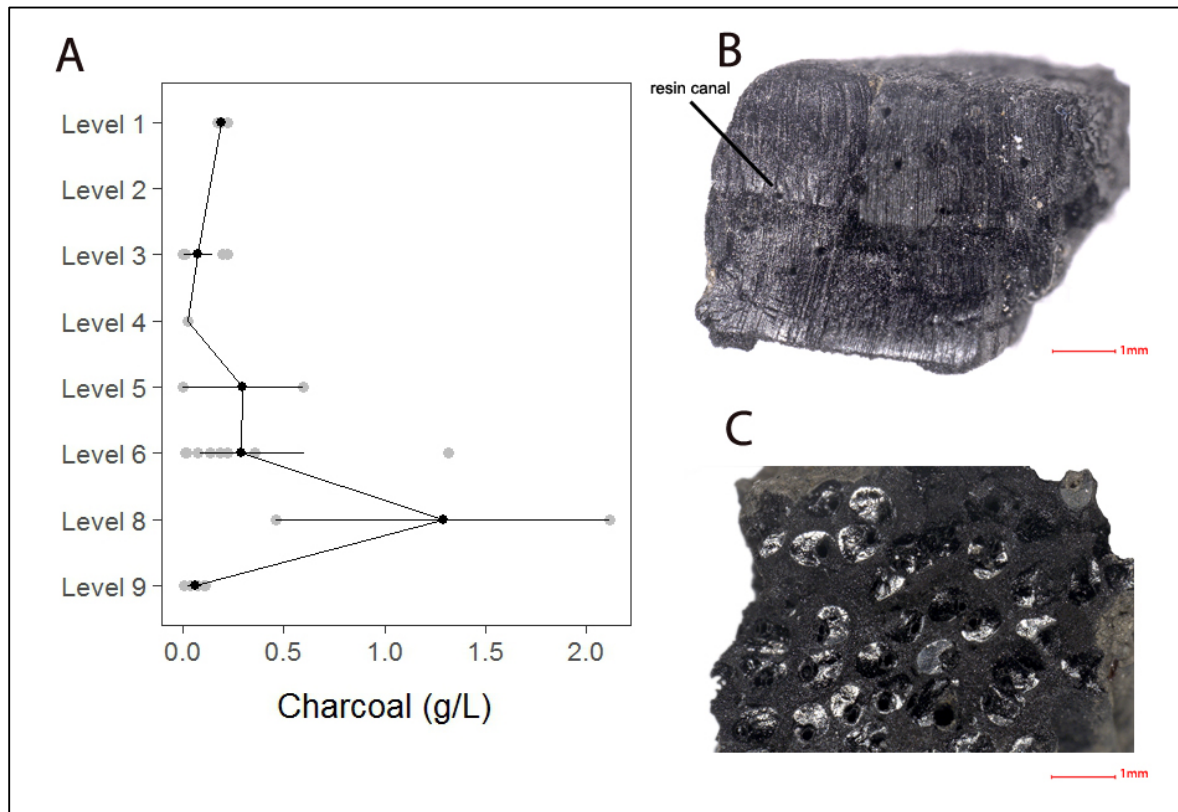 A
Level 1
Level 2
Level 3
Level 4
Level 5
Level 6
Level 8
Level 9
0.0 0.5 1.0 1.5 2.0
Charcoal (g/L)
B
resin canal
1mm
C
1mm